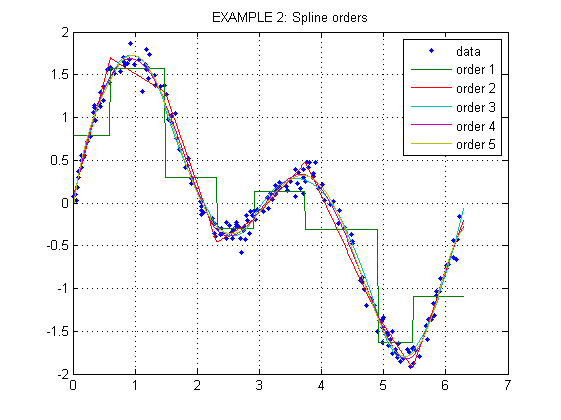 EXAMPLE 2: Spline orders
2
1.5
1
0.5
0
-0.5
-1
-1.5
-2
0 1 2 3 4 5 6 7
data
order 1
order 2
order 3
order 4
order 5